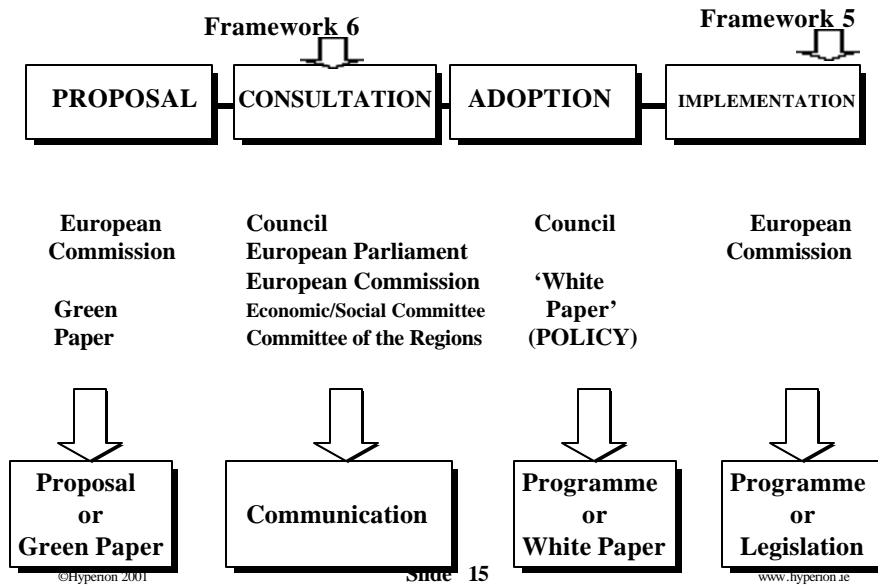 Framework 6
Framework 5
PROPOSAL
CONSULTATION
ADOPTION
IMPLEMENTATION
European
Commission
Green
Paper
Council
European Parliament
European Commission
Economic/Social Committee
Committee of the Regions
Council
‘White
Paper’
(POLICY)
European
Commission
Proposal
or
Green Paper
Communication
Programme
or
White Paper
Programme
or
Legislation
©Hyperion 2001
Slide 15
www.hyperion.ie